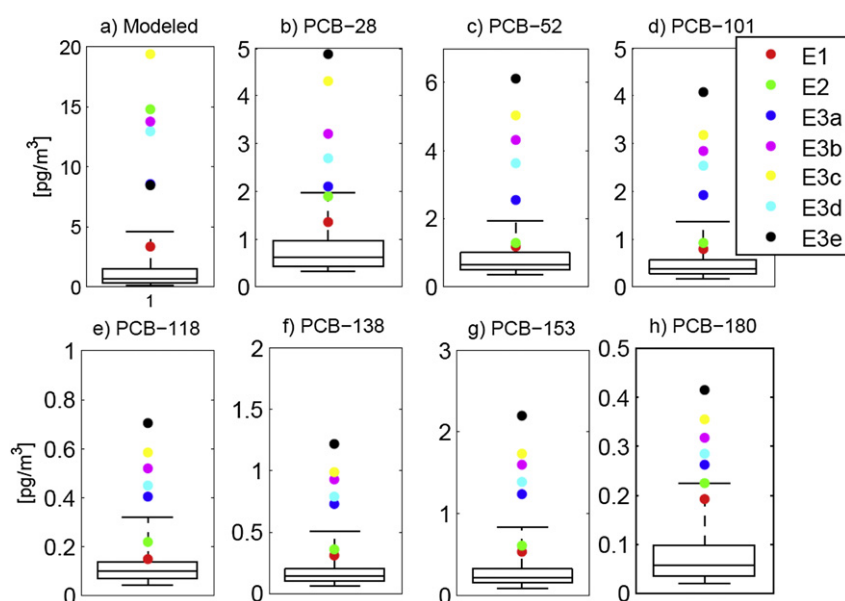 a) Modeled
b) PCB−28
c) PCB−52
d) PCB−101
[pg/m³]
20
15
10
5
0
1
5
4
3
2
1
0
6
4
2
0
5
4
3
2
1
0
E1
E2
E3a
E3b
E3c
E3d
E3e
e) PCB−118
f) PCB−138
g) PCB−153
h) PCB−180
[pg/m³]
1
0.8
0.6
0.4
0.2
0
2
1.5
1
0.5
0
3
2
1
0
0.5
0.4
0.3
0.2
0.1
0